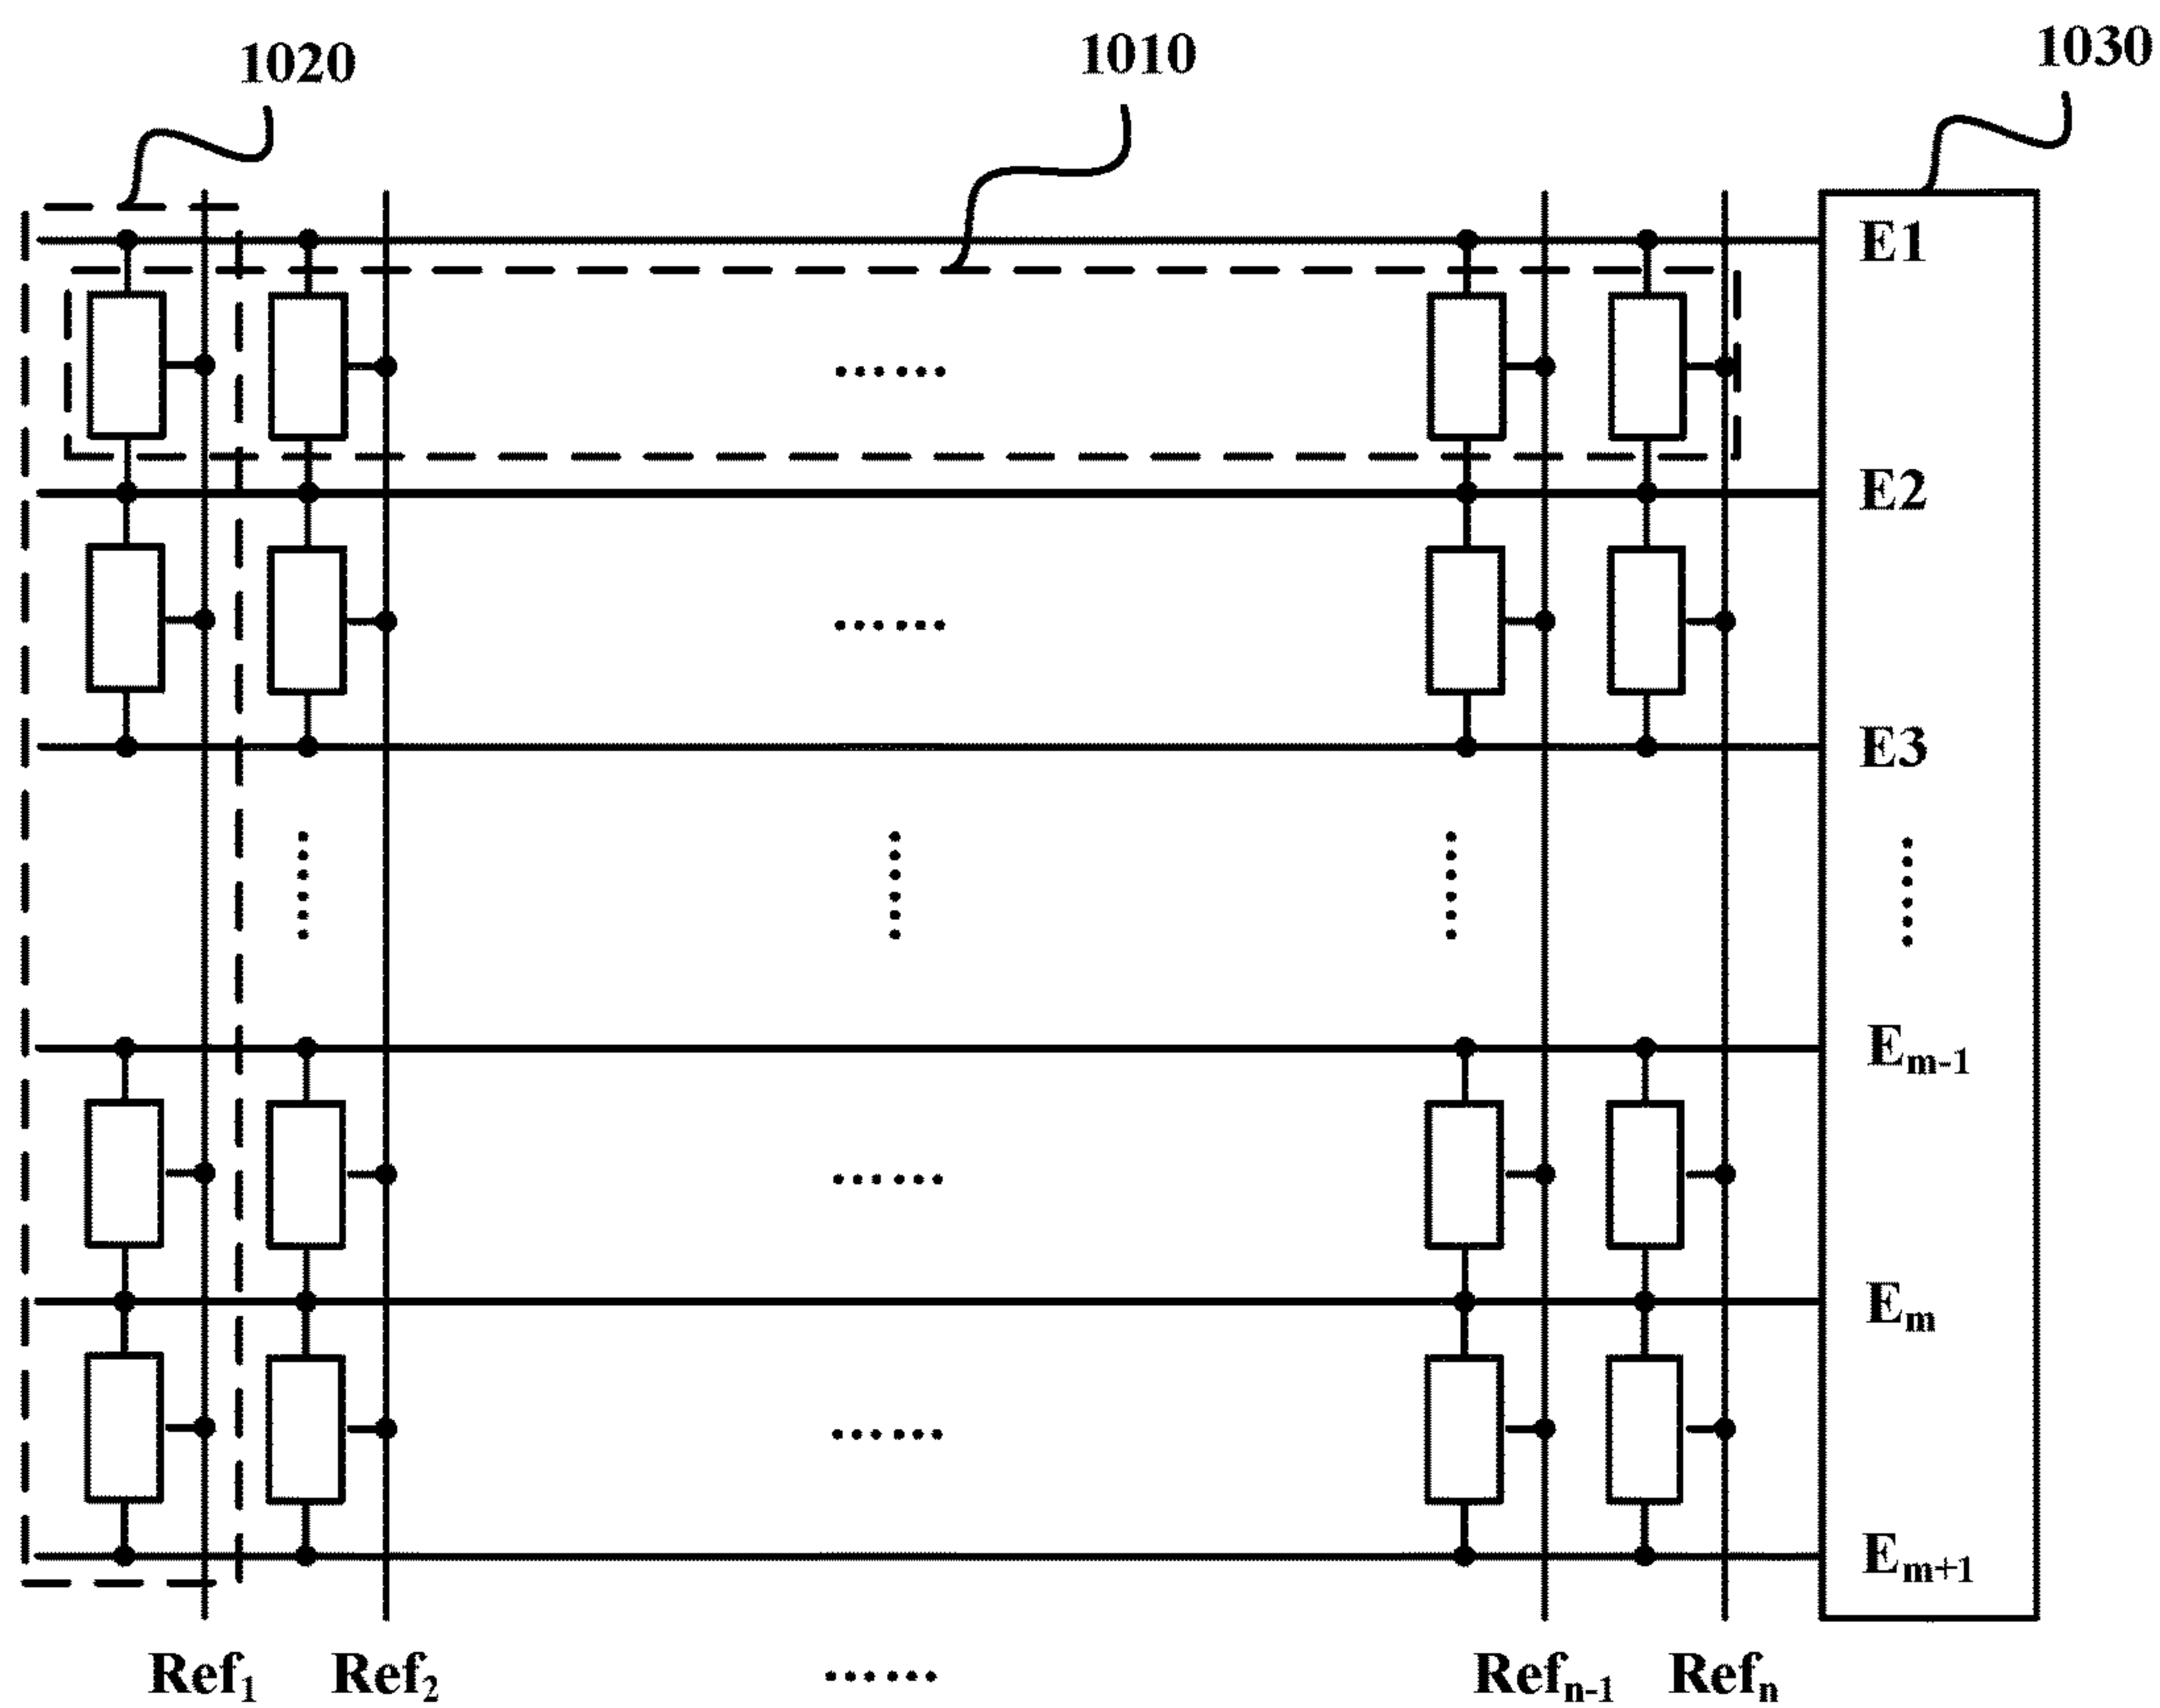 1020
1010
1030
E1
E2
E3
Eₘ₋₁
Eₘ
Eₘ₊₁
Ref₁ Ref₂ ...... Refₙ₋₁ Refₙ